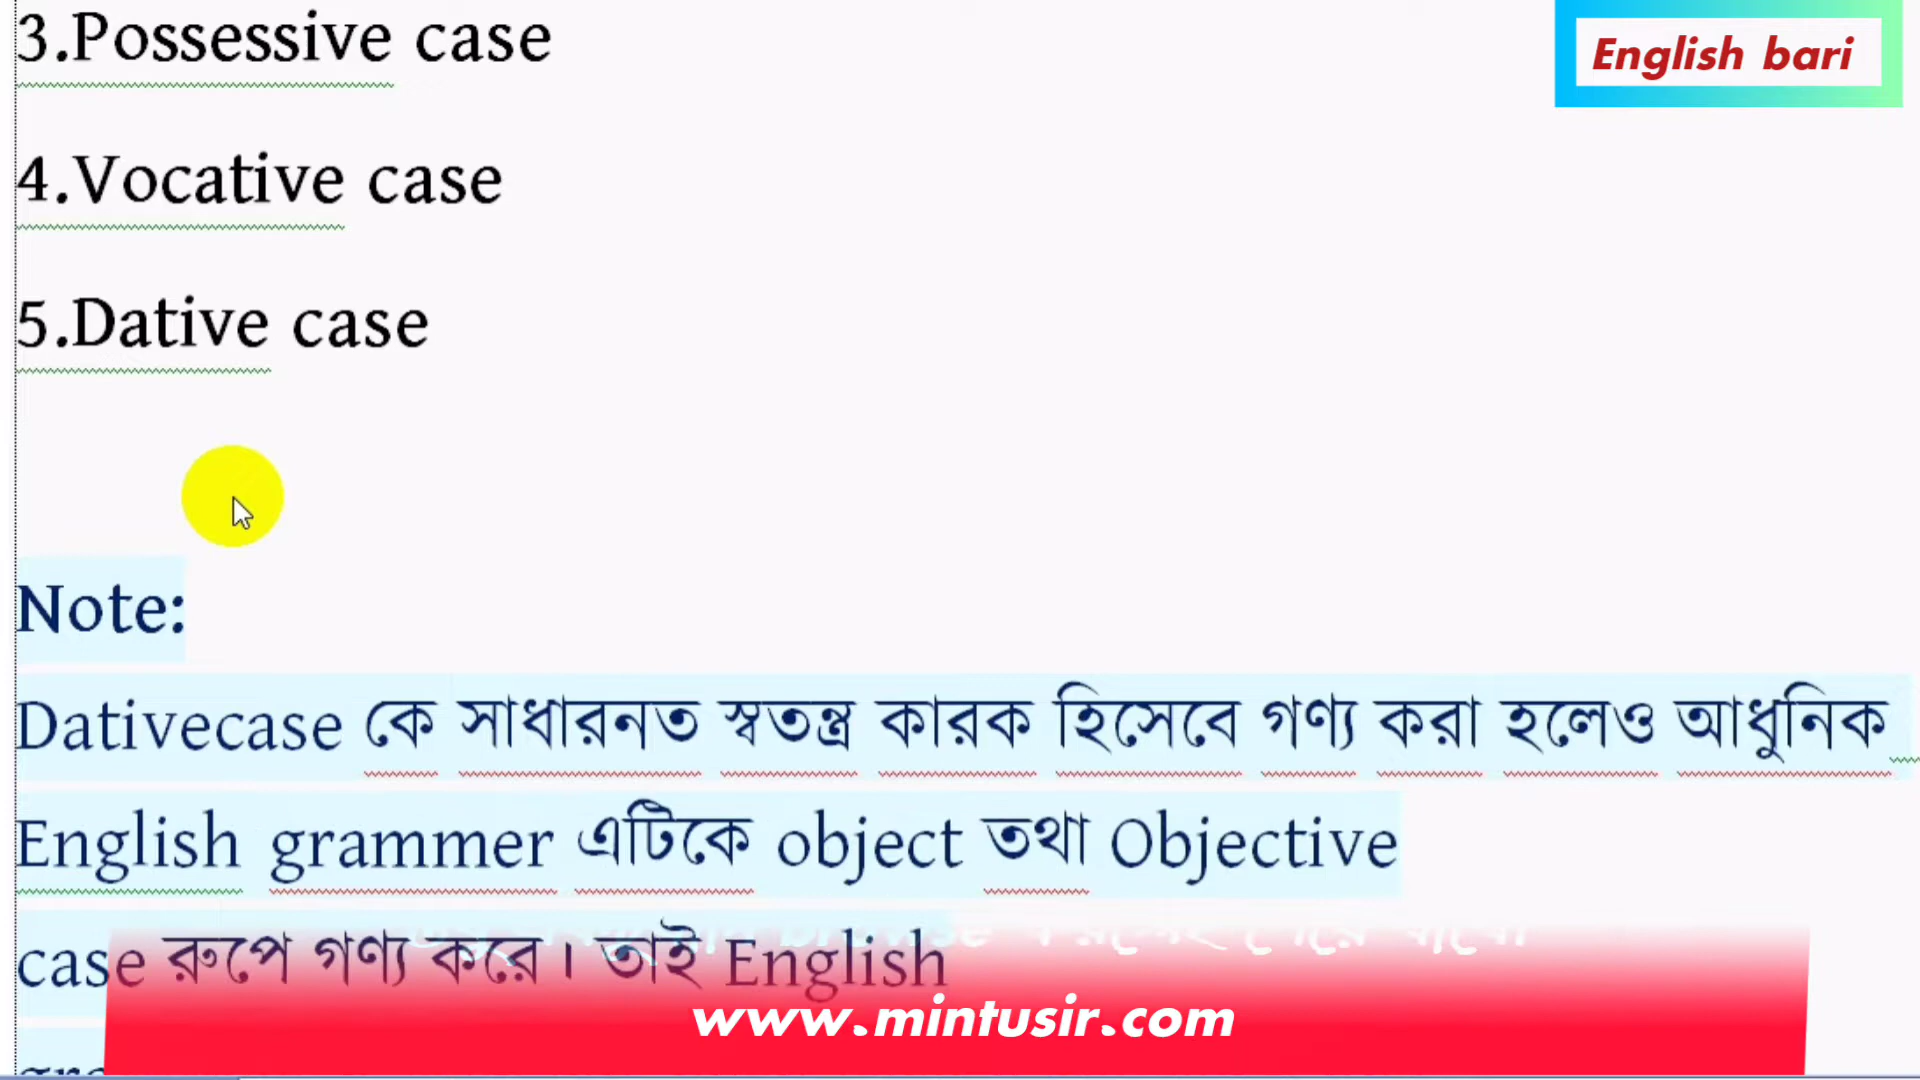 3.Possessive case
English bari
4.Vocative case
5.Dative case
Note:
Dativecase কে সাধারনত স্বতন্ত্র কারক হিসেবে গণ্য করা হলেও আধুনিক
English grammer এটিকে object তথা Objective
case রুপে গণ্য করে। তাই English
www.mintusir.com